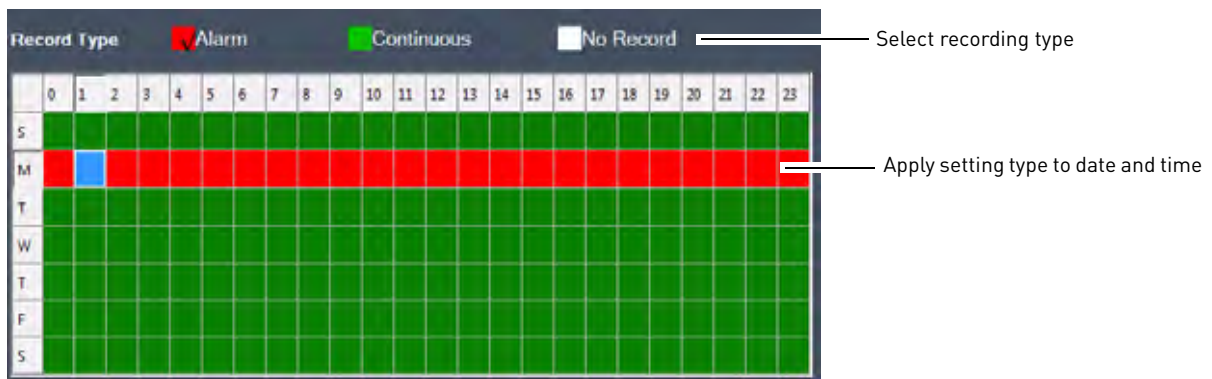 Record Type Alarm Continuous No Record Select recording type
0 1 2 3 4 5 6 7 8 9 10 11 12 13 14 15 16 17 18 19 20 21 22 23
S
M Apply setting type to date and time
T
W
T
F
S